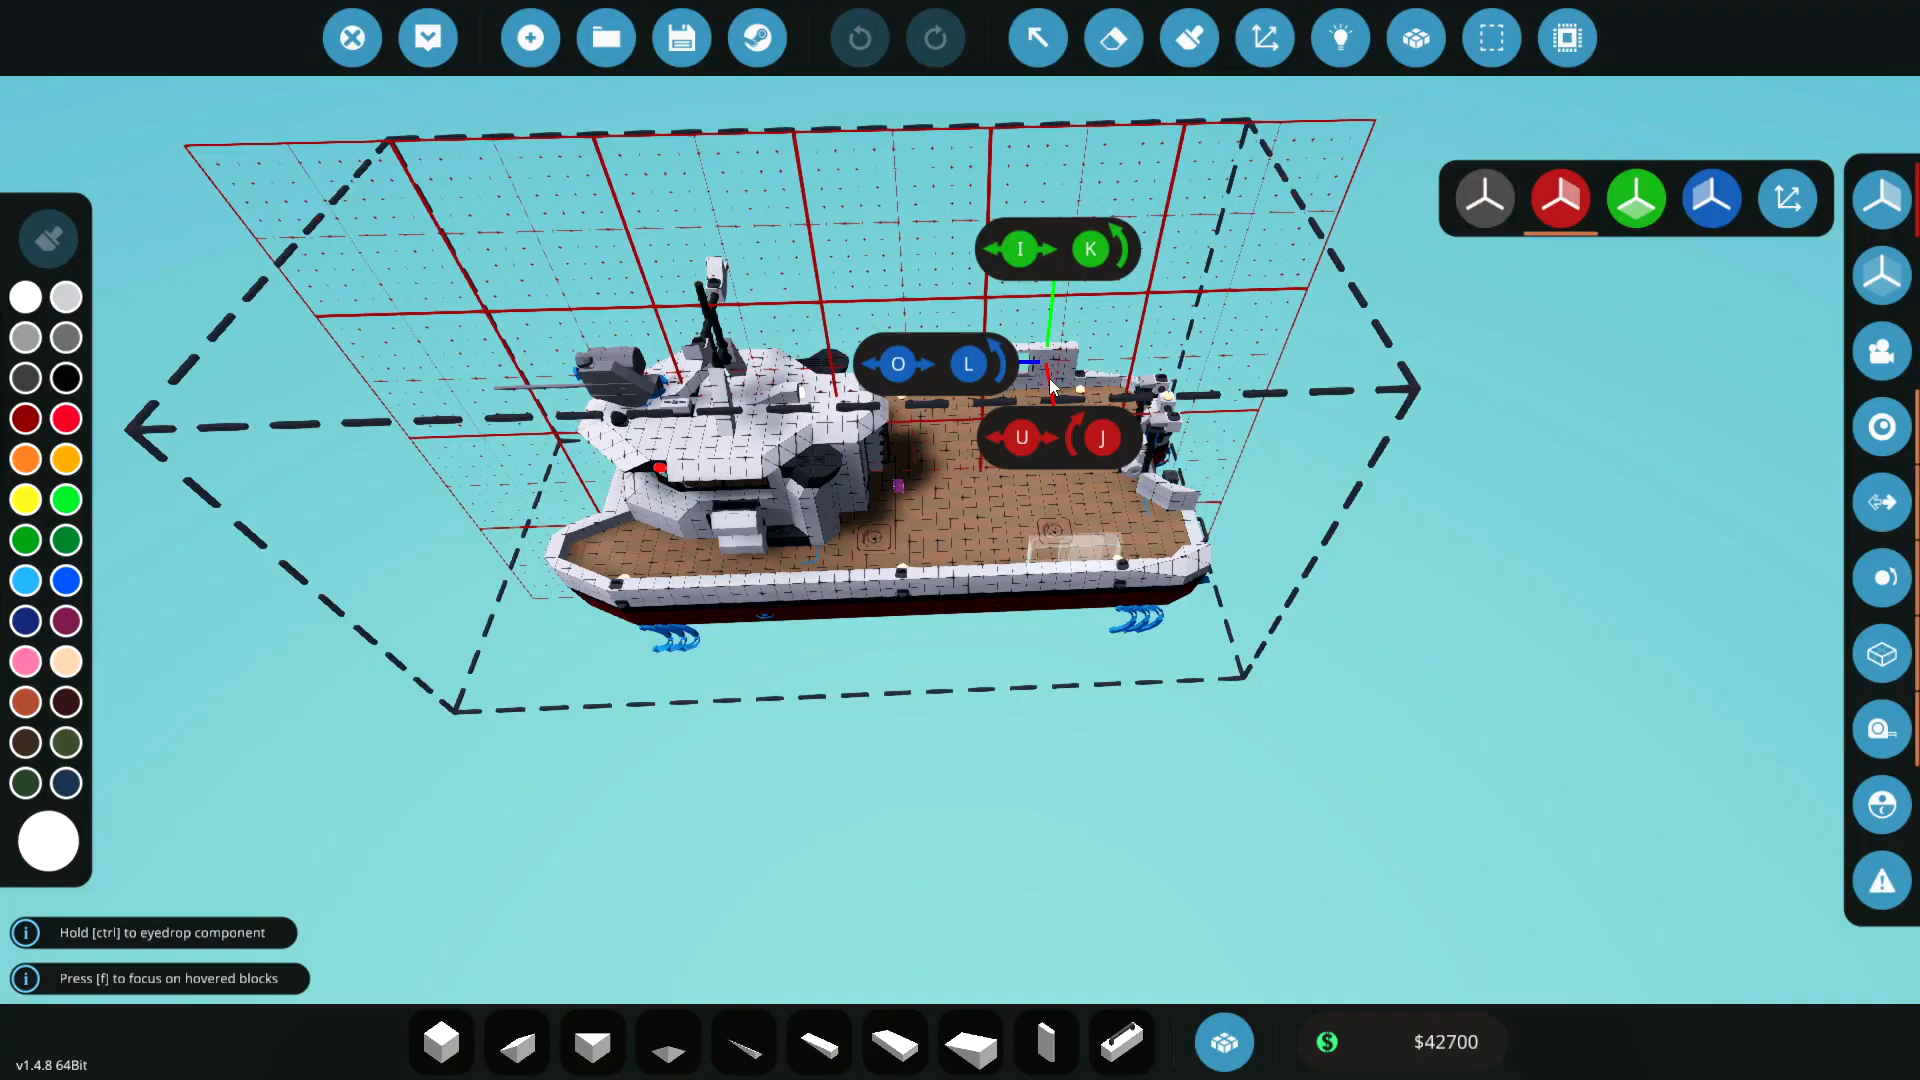 I K
O L
U J
Hold [ctrl] to eyedrop component
Press [f] to focus on hovered blocks
$42700
v1.4.8 64Bit